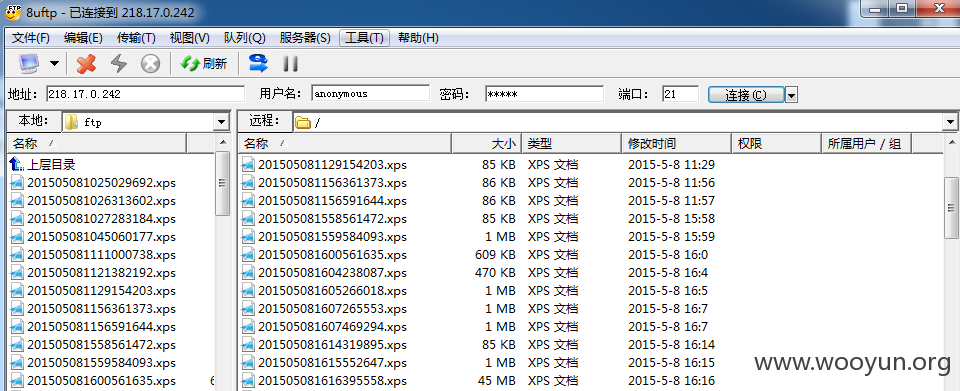 8uftp - 已连接到 218.17.0.242
文件(F) 编辑(E) 传输(T) 视图(V) 队列(Q) 服务器(S) 工具(T) 帮助(H)
刷新
地址: 218.17.0.242 用户名: anonymous 密码: ***** 端口: 21 连接(C)
本地: ftp 远程: /
名称 名称 大小 类型 修改时间 权限 所属用户 / 组
上层目录 201505081129154203.xps 85 KB XPS 文档 2015-5-8 11:29
201505081025029692.xps 201505081156361373.xps 86 KB XPS 文档 2015-5-8 11:56
201505081026313602.xps 201505081156591644.xps 86 KB XPS 文档 2015-5-8 11:57
201505081027283184.xps 201505081558561472.xps 85 KB XPS 文档 2015-5-8 15:58
201505081045060177.xps 201505081559584093.xps 1 MB XPS 文档 2015-5-8 15:59
201505081111000738.xps 201505081600561635.xps 609 KB XPS 文档 2015-5-8 16:0
201505081121382192.xps 201505081604238087.xps 470 KB XPS 文档 2015-5-8 16:4
201505081129154203.xps 201505081605266018.xps 1 MB XPS 文档 2015-5-8 16:5
201505081156361373.xps 201505081607265553.xps 1 MB XPS 文档 2015-5-8 16:7
201505081156591644.xps 201505081607469294.xps 1 MB XPS 文档 2015-5-8 16:7
201505081558561472.xps 201505081614319895.xps 85 KB XPS 文档 2015-5-8 16:14
201505081559584093.xps 201505081615552647.xps 1 MB XPS 文档 2015-5-8 16:15
201505081600561635.xps 6 201505081616395558.xps 45 MB XPS 文档 2015-5-8 16:16
www.wooyun.org